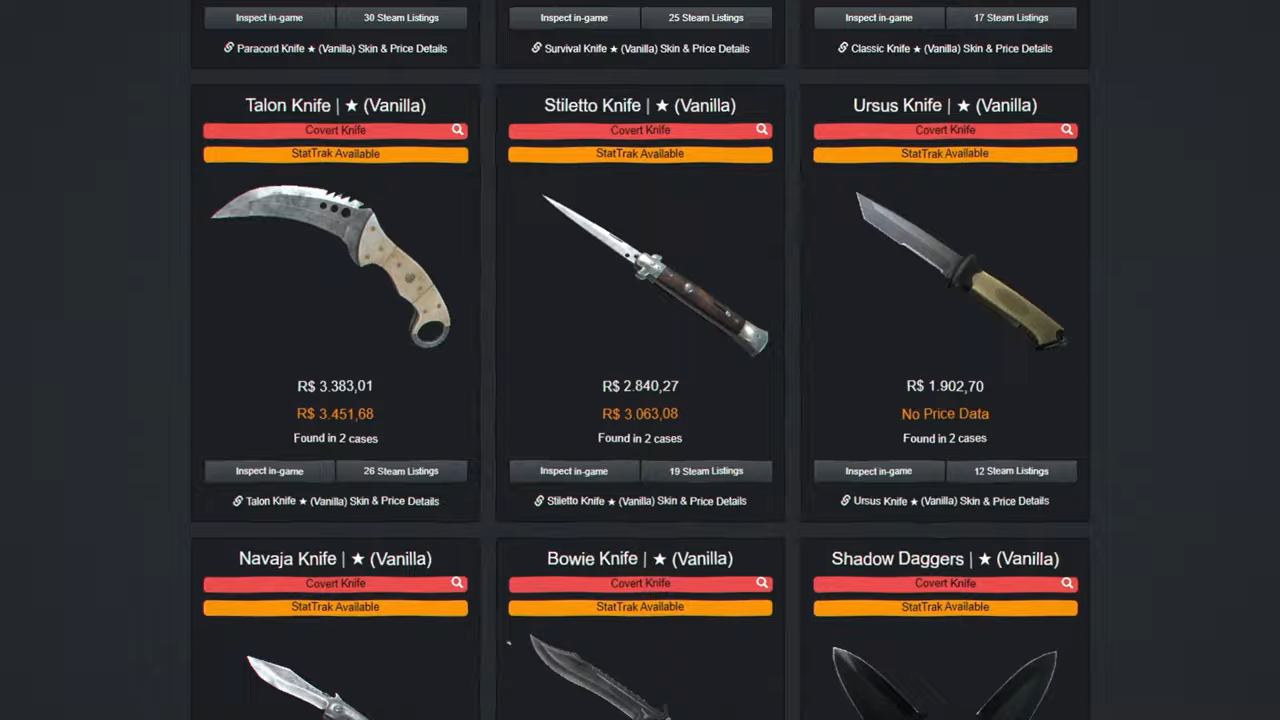 Inspect in-game 30 Steam Listings
Paracord Knife ★ (Vanilla) Skin & Price Details
Inspect in-game 25 Steam Listings
Survival Knife ★ (Vanilla) Skin & Price Details
Inspect in-game 17 Steam Listings
Classic Knife ★ (Vanilla) Skin & Price Details
Talon Knife | ★ (Vanilla)
Covert Knife
StatTrak Available
R$ 3.383,01
R$ 3.451,68
Found in 2 cases
Inspect in-game 26 Steam Listings
Talon Knife ★ (Vanilla) Skin & Price Details
Stiletto Knife | ★ (Vanilla)
Covert Knife
StatTrak Available
R$ 2.840,27
R$ 3.063,08
Found in 2 cases
Inspect in-game 19 Steam Listings
Stiletto Knife ★ (Vanilla) Skin & Price Details
Ursus Knife | ★ (Vanilla)
Covert Knife
StatTrak Available
R$ 1.902,70
No Price Data
Found in 2 cases
Inspect in-game 12 Steam Listings
Ursus Knife ★ (Vanilla) Skin & Price Details
Navaja Knife | ★ (Vanilla)
Covert Knife
StatTrak Available
Bowie Knife | ★ (Vanilla)
Covert Knife
StatTrak Available
Shadow Daggers | ★ (Vanilla)
Covert Knife
StatTrak Available